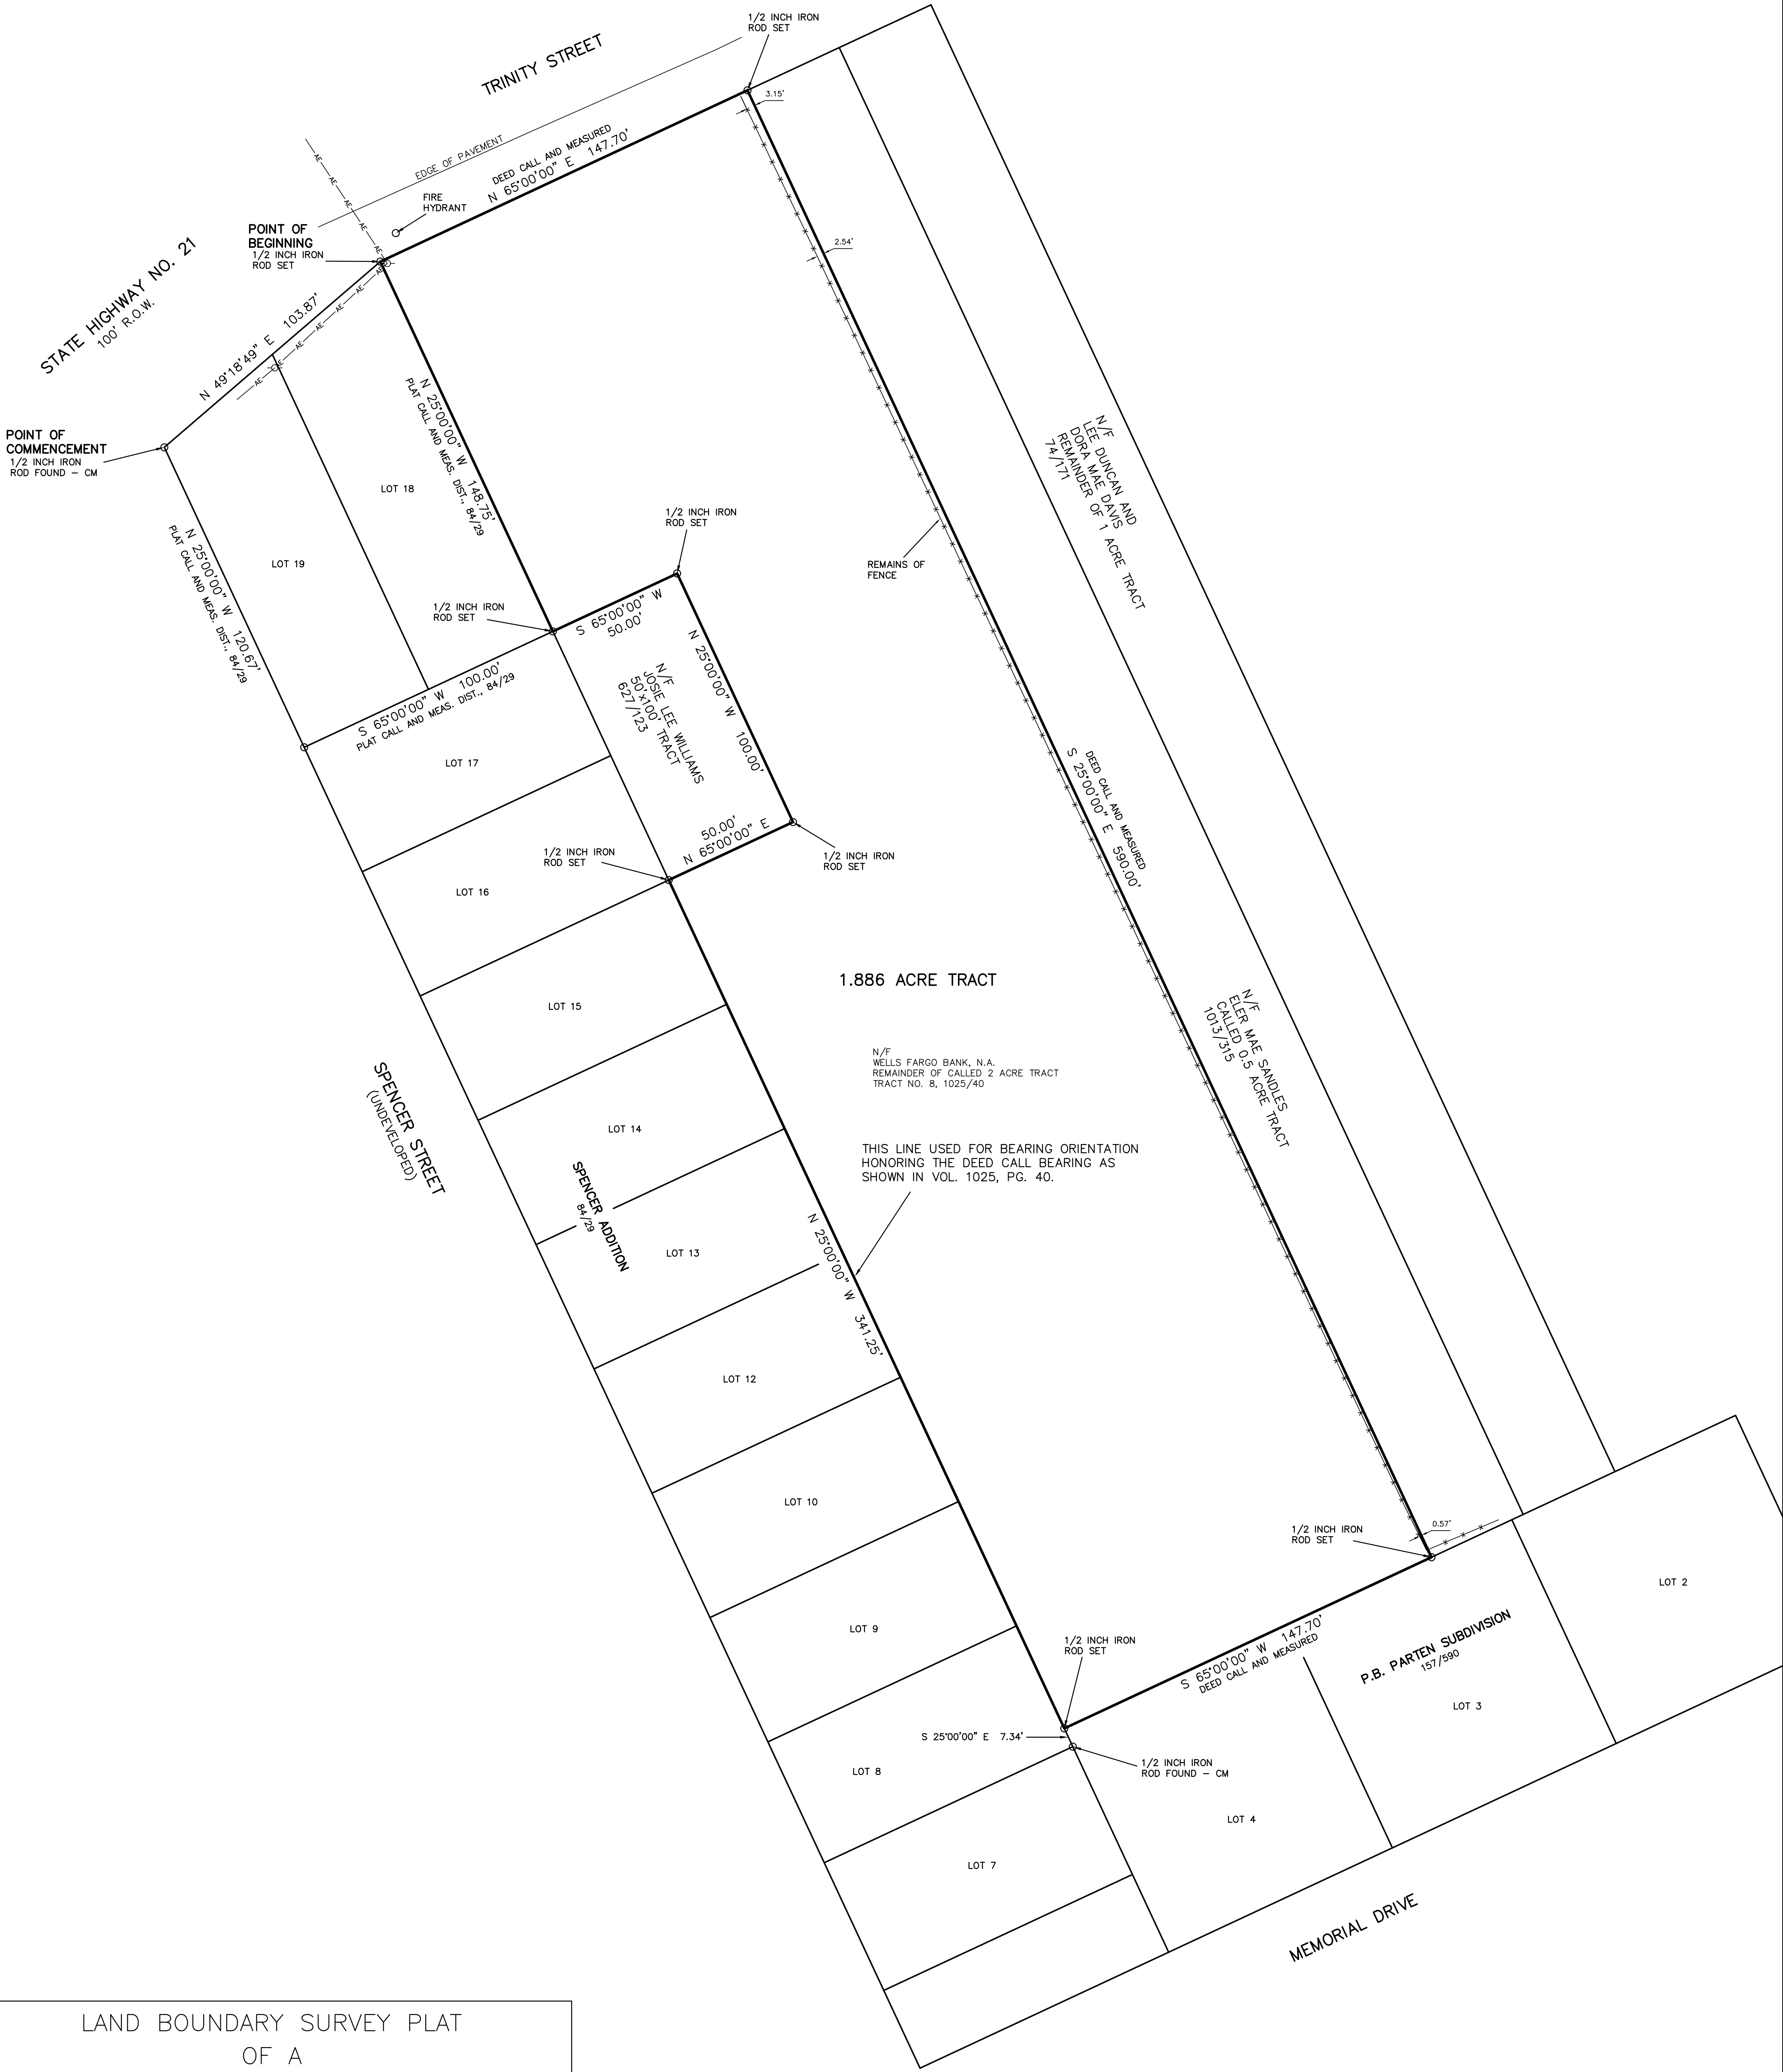 1/2 INCH IRON
ROD SET
TRINITY STREET
3.15'
EDGE OF PAVEMENT
DEED CALL AND MEASURED
N 65°00'00" E 147.70'
AE
AE
AE
AE
AE
FIRE
HYDRANT
POINT OF
BEGINNING
1/2 INCH IRON
ROD SET
2.54'
STATE HIGHWAY NO. 21
100' R.O.W.
N 49°18'49" E 103.87'
AE
AE
AE
AE
AE
AE
AE
POINT OF
COMMENCEMENT
1/2 INCH IRON
ROD FOUND – CM
N 25°00'00" W 148.75'
PLAT CALL AND MEAS. DIST., 84/29
LOT 18
LOT 19
N 25°00'00" W 120.67'
PLAT CALL AND MEAS. DIST., 84/29
N/F
LEE DUNCAN AND
DORA MAE DAVIS
REMAINDER OF 1 ACRE TRACT
74/171
1/2 INCH IRON
ROD SET
REMAINS OF
FENCE
1/2 INCH IRON
ROD SET
S 65°00'00" W
50.00'
S 65°00'00" W 100.00'
PLAT CALL AND MEAS. DIST., 84/29
N/F
JOSIE LEE WILLIAMS
50'x100' TRACT
627/123
N 25°00'00" W 100.00'
LOT 17
DEED CALL AND MEASURED
S 25°00'00" E 590.00'
50.00'
N 65°00'00" E
1/2 INCH IRON
ROD SET
1/2 INCH IRON
ROD SET
LOT 16
1.886 ACRE TRACT
LOT 15
N/F
ELER MAE SANDLES
CALLED 0.5 ACRE TRACT
1013/315
N/F
WELLS FARGO BANK, N.A.
REMAINDER OF CALLED 2 ACRE TRACT
TRACT NO. 8, 1025/40
SPENCER STREET
(UNDEVELOPED)
LOT 14
THIS LINE USED FOR BEARING ORIENTATION
HONORING THE DEED CALL BEARING AS
SHOWN IN VOL. 1025, PG. 40.
SPENCER ADDITION
84/29
LOT 13
N 25°00'00" W 341.25'
LOT 12
LOT 10
0.57'
1/2 INCH IRON
ROD SET
LOT 2
LOT 9
1/2 INCH IRON
ROD SET
S 65°00'00" W 147.70'
DEED CALL AND MEASURED
P.B. PARTEN SUBDIVISION
157/590
LOT 3
S 25°00'00" E 7.34'
LOT 8
1/2 INCH IRON
ROD FOUND – CM
LOT 4
LOT 7
MEMORIAL DRIVE
LAND BOUNDARY SURVEY PLAT
OF A